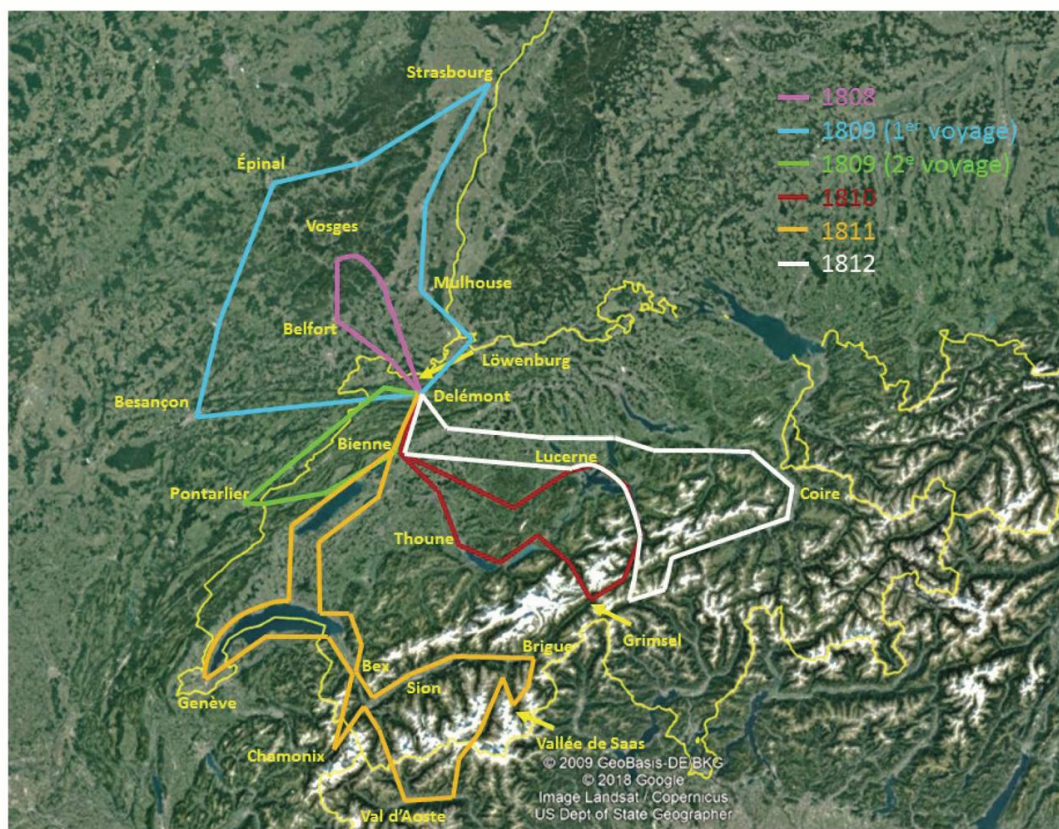 Strasbourg
1808
1809 (1er voyage)
Épinal
1809 (2e voyage)
1810
Vosges
1811
1812
Mulhouse
Belfort
Löwenburg
Delémont
Besançon
Bienne
Lucerne
Pontarlier
Coire
Thoune
Grimsel
Brigue
Bex
Sion
Genève
Vallée de Saas
Chamonix
© 2009 GeoBasis-DE/BKG
© 2018 Google
Image Landsat / Copernicus
US Dept of State Geographer
Val d'Aoste